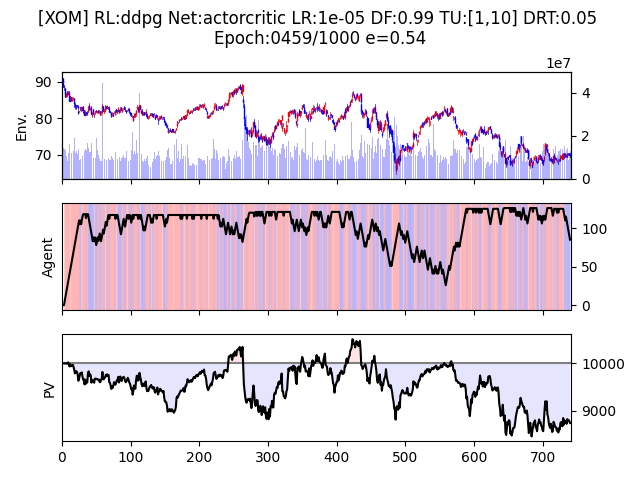 [XOM] RL:ddpg Net:actorcritic LR:1e-05 DF:0.99 TU:[1,10] DRT:0.05
Epoch:0459/1000 e=0.54
1e7
90
80
70
Env.
4
2
0
Agent
100
50
0
PV
10000
9000
0 100 200 300 400 500 600 700